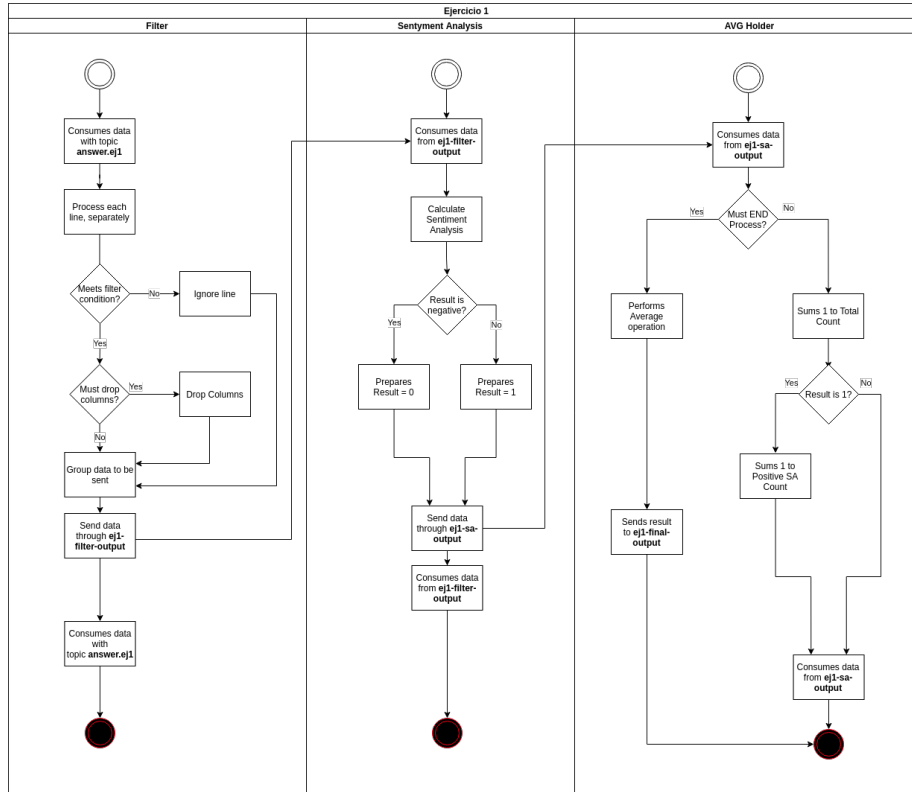 Ejercicio 1
Filter
Consumes data
with topic
answer.ej1
Process each
line, separately
Meets filter
condition?
No
Ignore line
Yes
Must drop
columns?
Yes
Drop Columns
No
Group data to be
sent
Send data
through ej1-
filter-output
Consumes data
with
topic answer.ej1
Sentyment Analysis
Consumes data
from ej1-filter-
output
Calculate
Sentiment
Analysis
Result is
negative?
Yes
No
Prepares
Result = 0
Prepares
Result = 1
Send data
through ej1-sa-
output
Consumes data
from ej1-filter-
output
AVG Holder
Consumes data
from ej1-sa-
output
Must END
Process?
Yes
No
Performs
Average
operation
Sums 1 to Total
Count
Result is 1?
Yes
No
Sums 1 to
Positive SA
Count
Sends result
to ej1-final-
output
Consumes data
from ej1-sa-
output